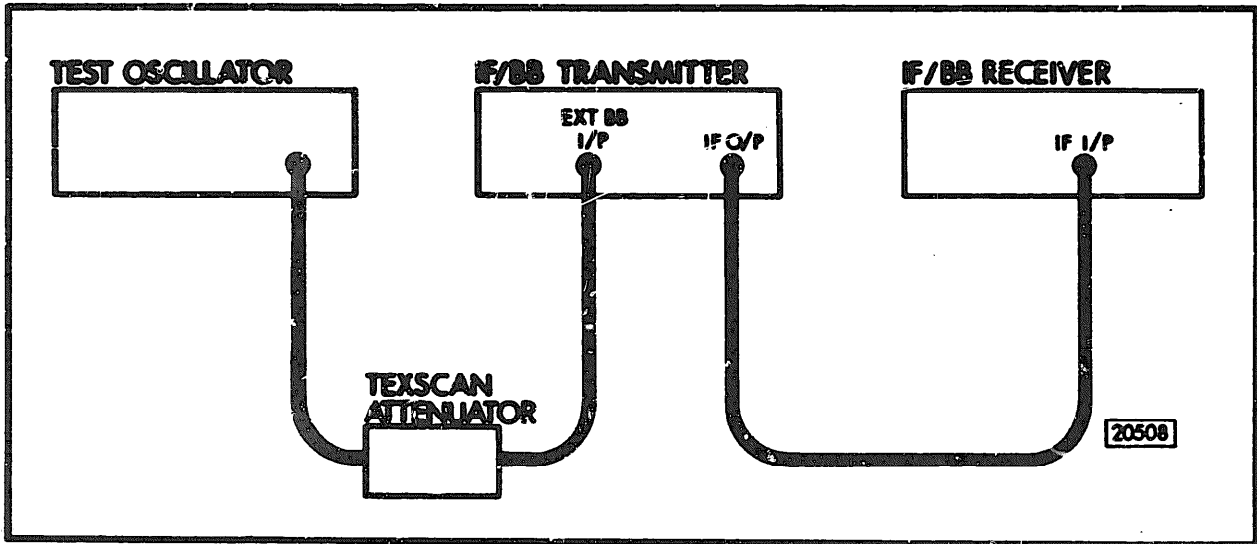 TEST OSCILLATOR
IF/BB TRANSMITTER
IF/BB RECEIVER
EXT BB
I/P
IF O/P
IF I/P
TEXSCAN
ATTENUATOR
20508